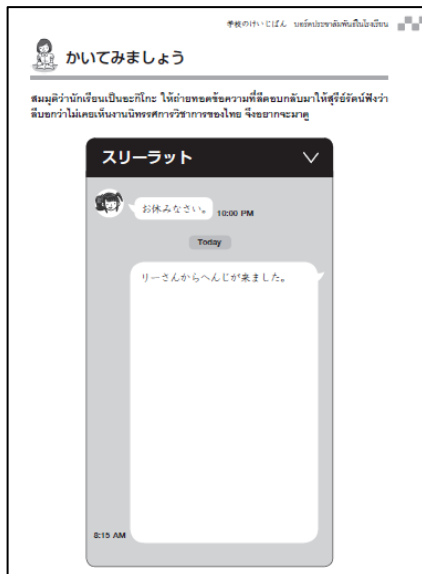 学校のけいじばん บอร์ดประชาสัมพันธ์ในโรงเรียน
かいてみましょう
สมมุติว่านักเรียนเป็นอะกิโกะ ให้ถ่ายทอดข้อความที่ลีตอบกลับมาให้สุรีย์รัตน์ฟังว่า
ลีบอกว่าไม่เคยเห็นงานนิทรรศการวิชาการของไทย จึงอยากจะมาดู
スリーラット
お休みなさい。 10:00 PM
Today
リーさんからへんじが来ました。
8:15 AM